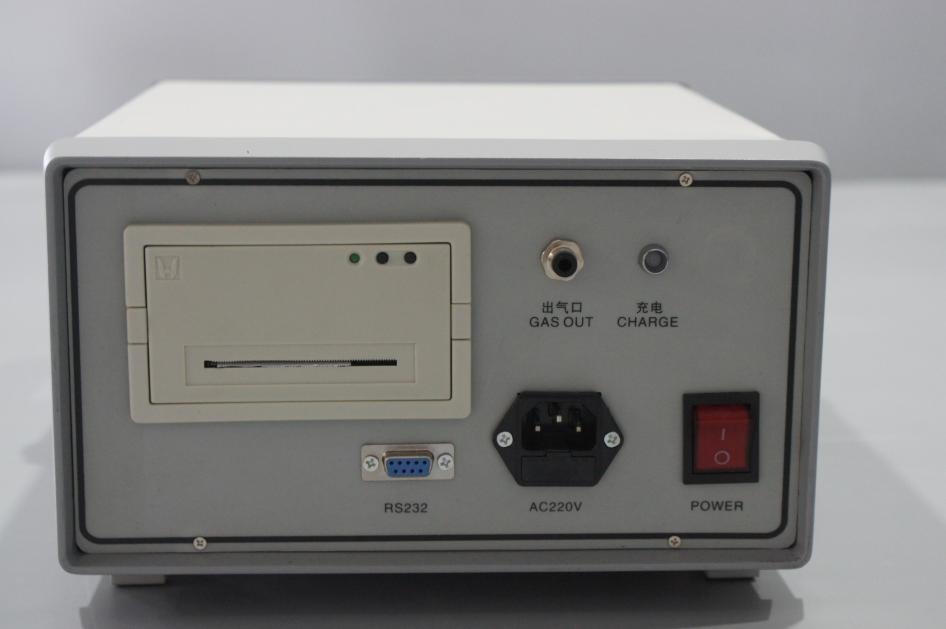 出气口
GAS OUT
充电
CHARGE
RS232
AC220V
I
O
POWER